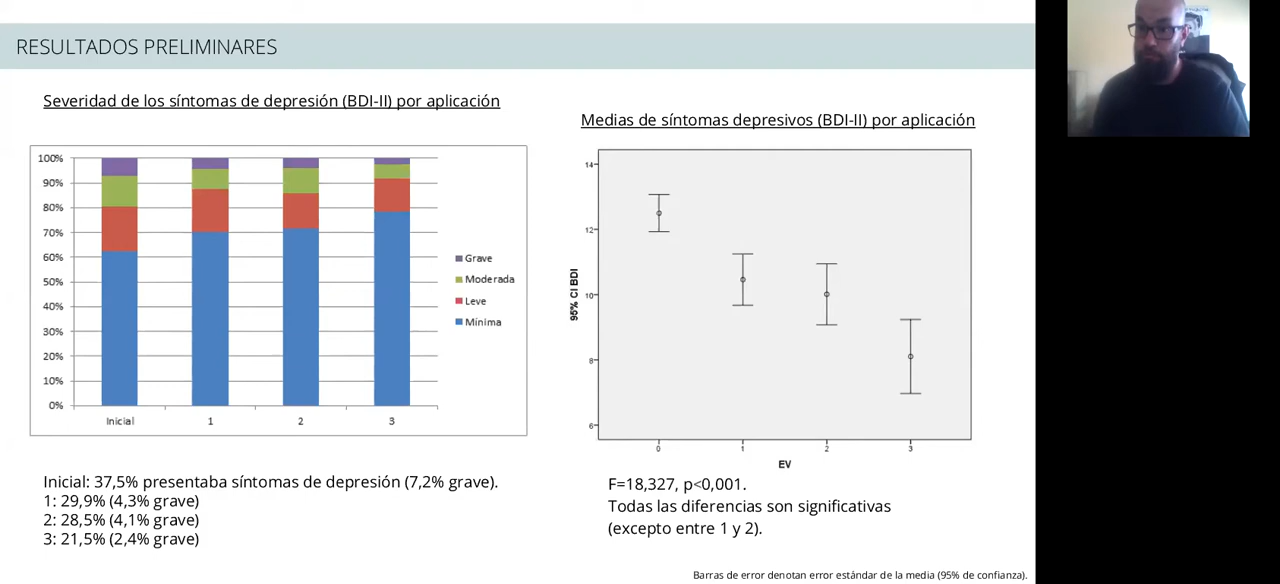 RESULTADOS PRELIMINARES
Severidad de los síntomas de depresión (BDI-II) por aplicación
100%
90%
80%
70%
60%
50%
40%
30%
20%
10%
0%
Inicial
1
2
3
Grave
Moderada
Leve
Mínima
Inicial: 37,5% presentaba síntomas de depresión (7,2% grave).
1: 29,9% (4,3% grave)
2: 28,5% (4,1% grave)
3: 21,5% (2,4% grave)
Medias de síntomas depresivos (BDI-II) por aplicación
95% CI BDI
14
12
10
8
6
0
1
2
3
EV
F=18,327, p<0,001.
Todas las diferencias son significativas
(excepto entre 1 y 2).
Barras de error denotan error estándar de la media (95% de confianza).